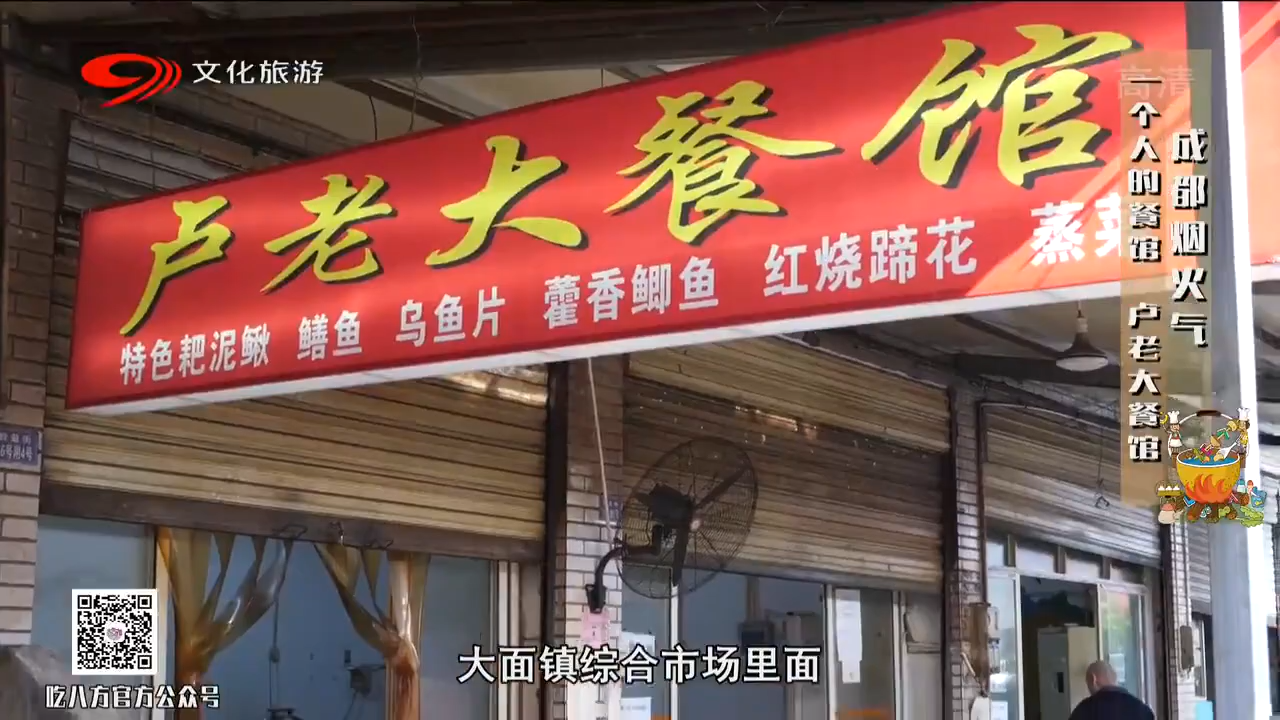 文化旅游
高清
卢老大餐馆
特色耙泥鳅 鳝鱼 乌鱼片 藿香鲫鱼 红烧蹄花 蒸菜
成都烟火气
一个人的餐馆 卢老大餐馆
大面镇综合市场里面
吃八方官方公众号